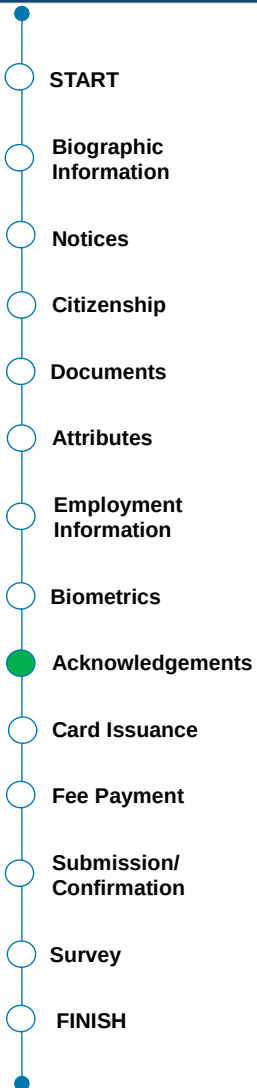 START
Biographic
Information
Notices
Citizenship
Documents
Attributes
Employment
Information
Biometrics
Acknowledgements
Card Issuance
Fee Payment
Submission/
Confirmation
Survey
FINISH